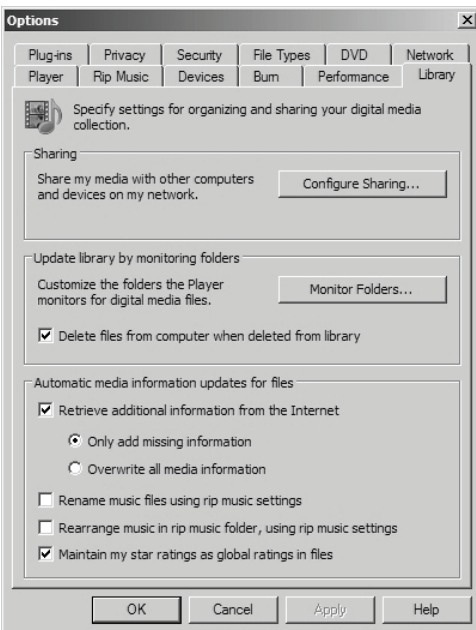 Options
Plug-ins Privacy Security File Types DVD Network
Player Rip Music Devices Burn Performance Library
Specify settings for organizing and sharing your digital media
collection.
Sharing
Share my media with other computers
and devices on my network.
Configure Sharing...
Update library by monitoring folders
Customize the folders the Player
monitors for digital media files.
Monitor Folders...
Delete files from computer when deleted from library
Automatic media information updates for files
Retrieve additional information from the Internet
Only add missing information
Overwrite all media information
Rename music files using rip music settings
Rearrange music in rip music folder, using rip music settings
Maintain my star ratings as global ratings in files
OK Cancel Apply Help